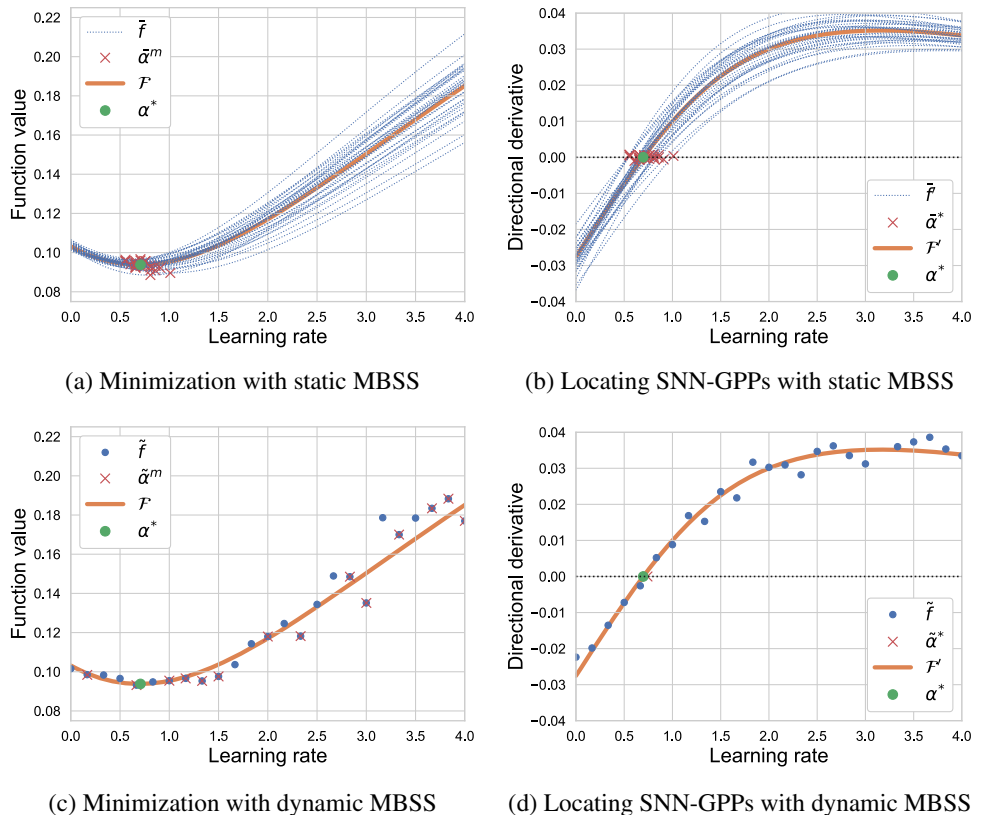 0.22
0.20
0.18
0.16
0.14
0.12
0.10
0.08
Function value
f̄
ᾱᵐ
ℱ
α*
0.0 0.5 1.0 1.5 2.0 2.5 3.0 3.5 4.0
Learning rate
(a) Minimization with static MBSS
0.04
0.03
0.02
0.01
0.00
−0.01
−0.02
−0.03
−0.04
Directional derivative
f̄′
ᾱ*
ℱ′
α*
0.0 0.5 1.0 1.5 2.0 2.5 3.0 3.5 4.0
Learning rate
(b) Locating SNN-GPPs with static MBSS
0.22
0.20
0.18
0.16
0.14
0.12
0.10
0.08
Function value
f̃
α̃ᵐ
ℱ
α*
0.0 0.5 1.0 1.5 2.0 2.5 3.0 3.5 4.0
Learning rate
(c) Minimization with dynamic MBSS
0.04
0.03
0.02
0.01
0.00
−0.01
−0.02
−0.03
−0.04
Directional derivative
f̃
α̃*
ℱ′
α*
0.0 0.5 1.0 1.5 2.0 2.5 3.0 3.5 4.0
Learning rate
(d) Locating SNN-GPPs with dynamic MBSS